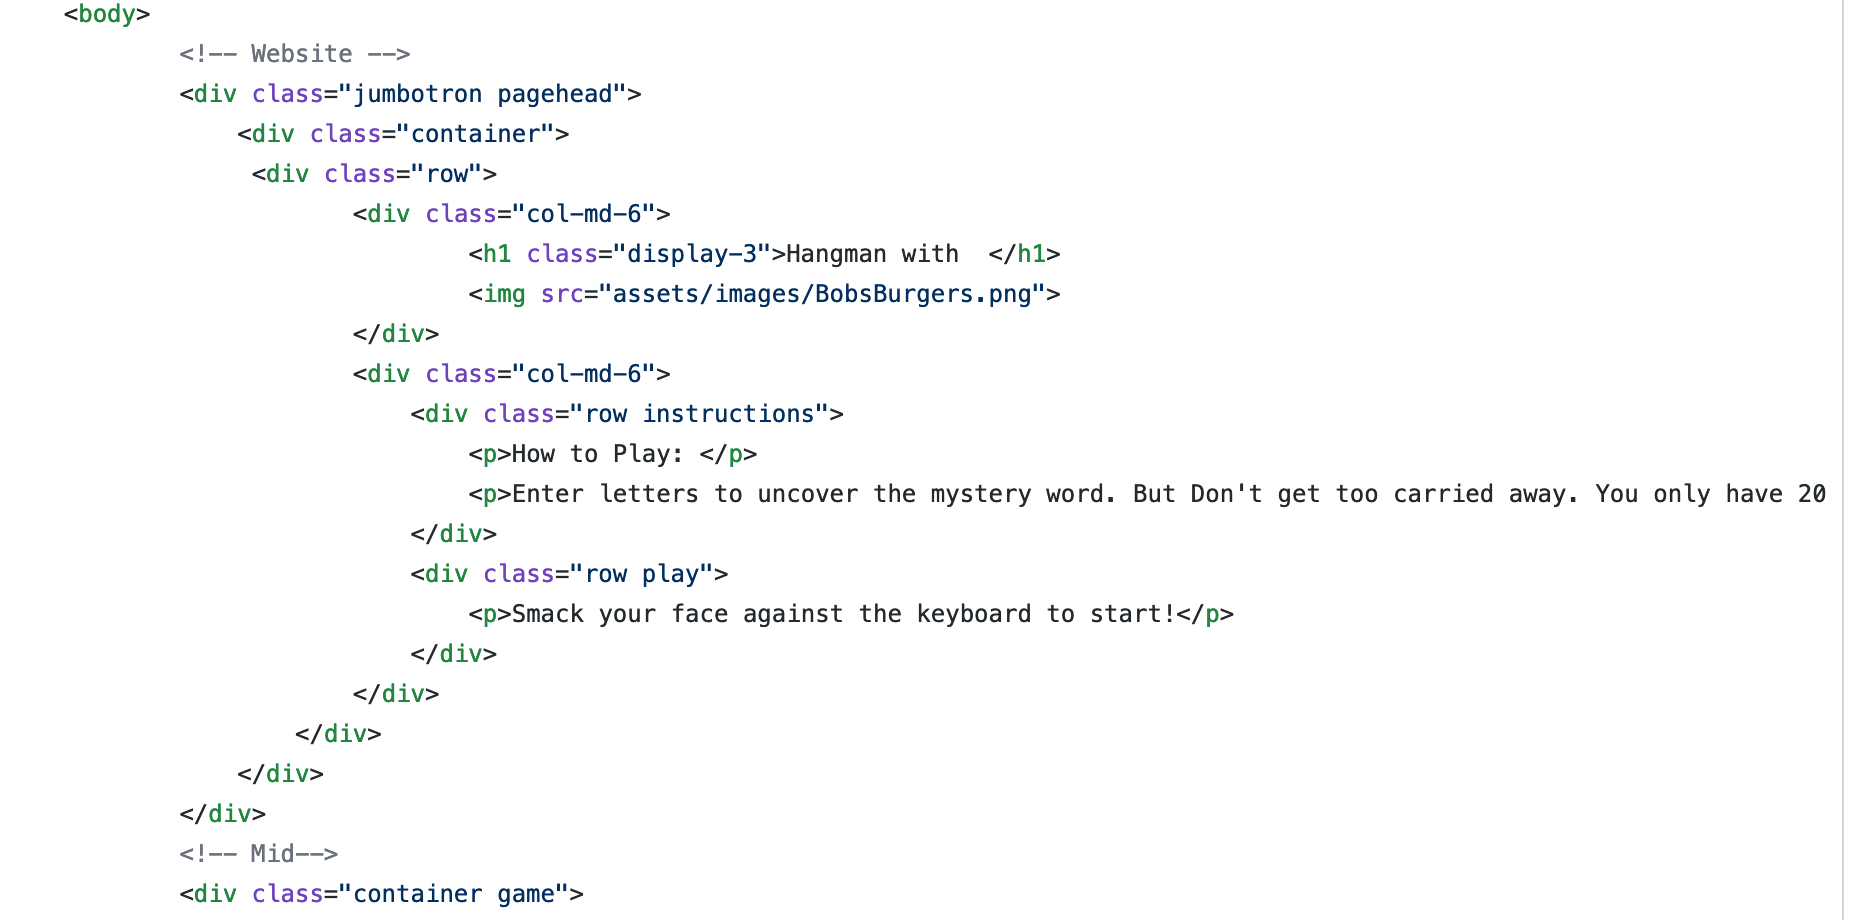 <body>
<!-- Website -->
<div class="jumbotron pagehead">
<div class="container">
<div class="row">
<div class="col-md-6">
<h1 class="display-3">Hangman with  </h1>
<img src="assets/images/BobsBurgers.png">
</div>
<div class="col-md-6">
<div class="row instructions">
<p>How to Play: </p>
<p>Enter letters to uncover the mystery word. But Don't get too carried away. You only have 20
</div>
<div class="row play">
<p>Smack your face against the keyboard to start!</p>
</div>
</div>
</div>
</div>
</div>
<!-- Mid-->
<div class="container game">